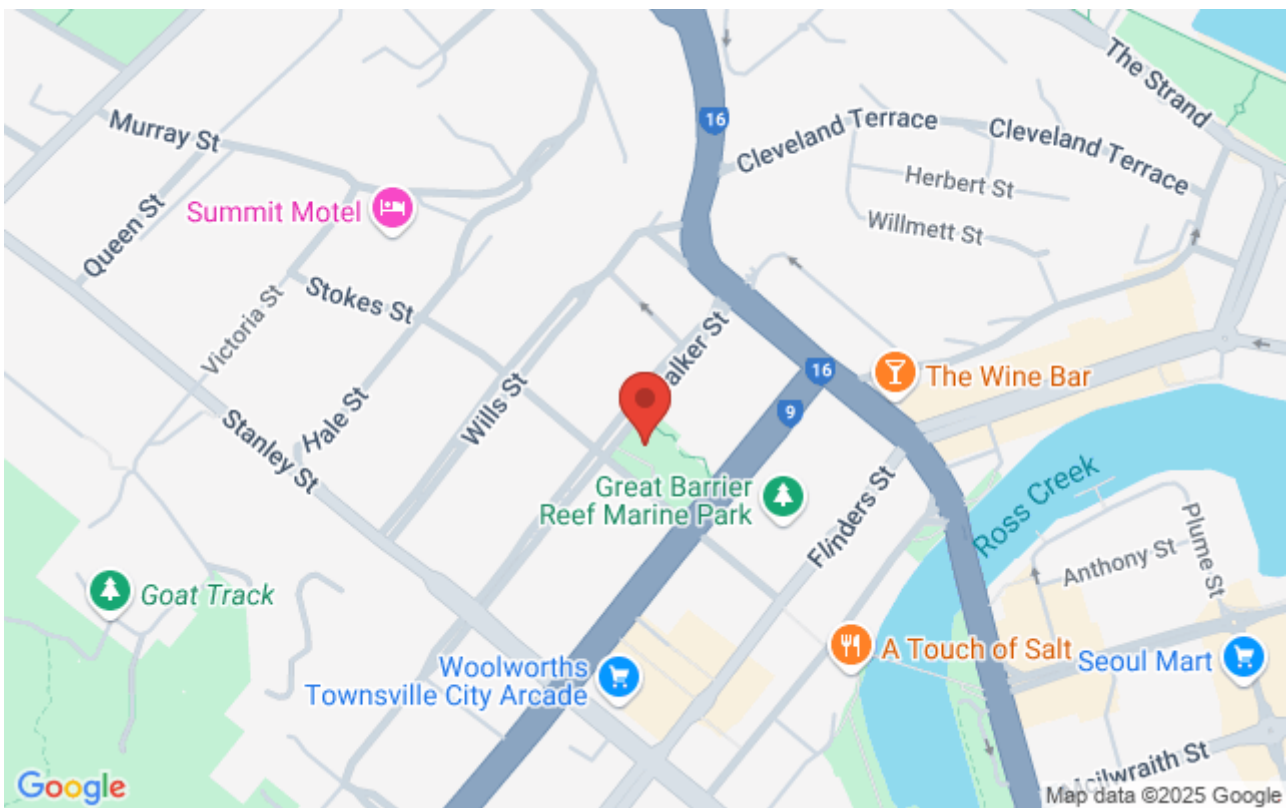 The Strand
Murray St
16
Cleveland Terrace
Cleveland Terrace
Herbert St
Summit Motel
Queen St
Willmett St
Stokes St
Victoria St
alker St
16
The Wine Bar
Hale St
Wills St
9
Stanley St
Great Barrier
Reef Marine Park
Flinders St
Ross Creek
Plume St
Anthony St
Goat Track
A Touch of Salt
Seoul Mart
Woolworths
Townsville City Arcade
Mcilwraith St
Google
Map data ©2025 Google